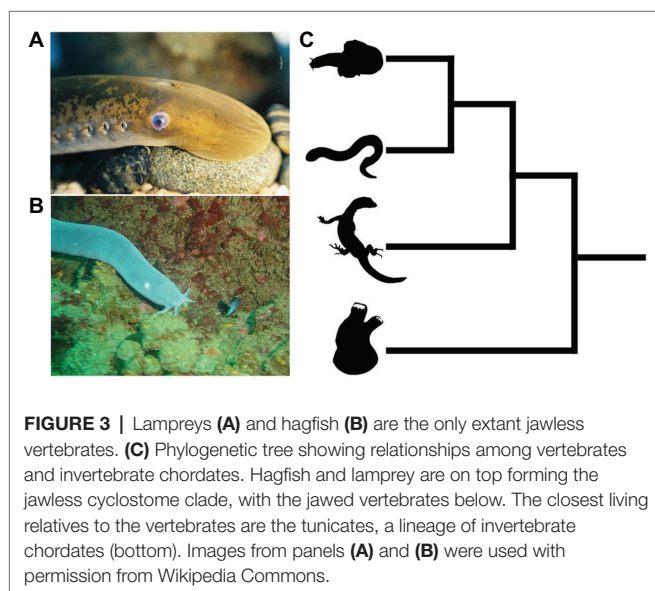 A
C
B
FIGURE 3 | Lampreys (A) and hagfish (B) are the only extant jawless
vertebrates. (C) Phylogenetic tree showing relationships among vertebrates
and invertebrate chordates. Hagfish and lamprey are on top forming the
jawless cyclostome clade, with the jawed vertebrates below. The closest living
relatives to the vertebrates are the tunicates, a lineage of invertebrate
chordates (bottom). Images from panels (A) and (B) were used with
permission from Wikipedia Commons.